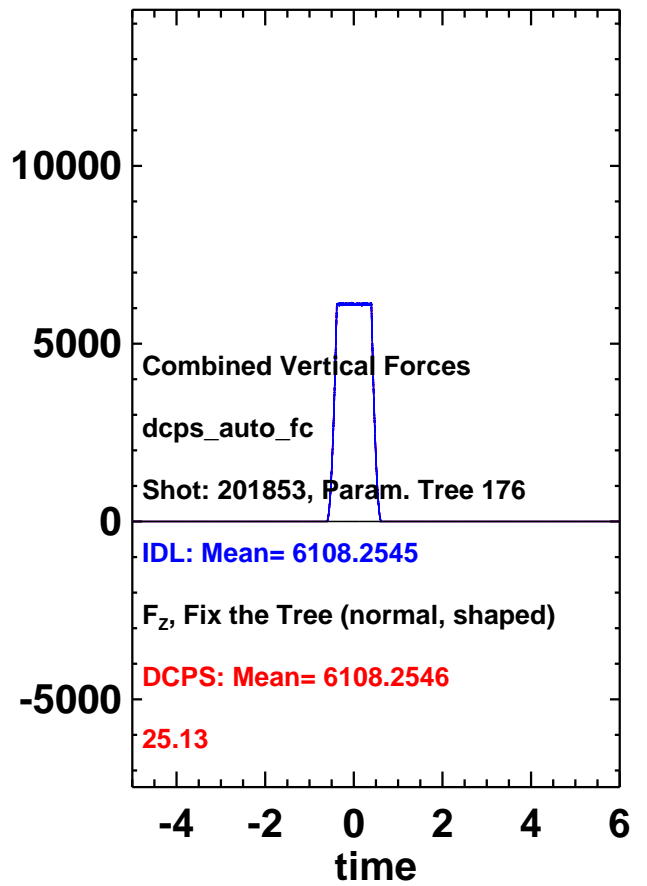 10000
5000
Combined Vertical Forces
dcps_auto_fc
Shot: 201853, Param. Tree 176
0
IDL: Mean= 6108.2545
F_Z, Fix the Tree (normal, shaped)
DCPS: Mean= 6108.2546
-5000
25.13
-4 -2 0 2 4 6
time